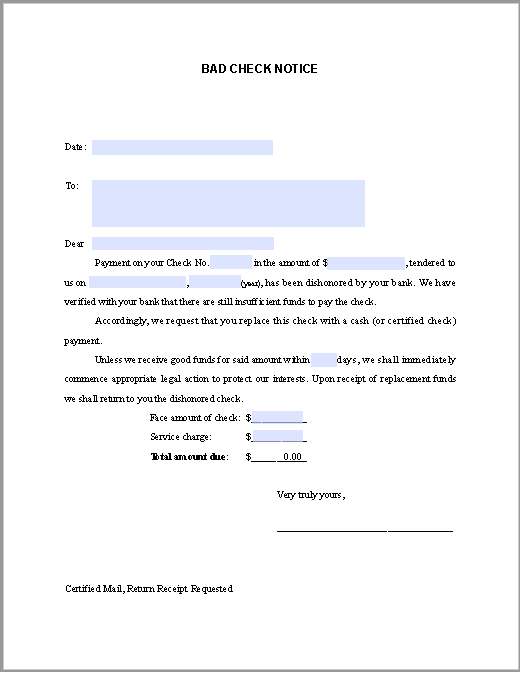 BAD CHECK NOTICE
Date:
To:
Dear
Payment on your Check No. in the amount of $ , tendered to
us on , (year), has been dishonored by your bank. We have
verified with your bank that there are still insufficient funds to pay the check.
Accordingly, we request that you replace this check with a cash (or certified check)
payment.
Unless we receive good funds for said amount within days, we shall immediately
commence appropriate legal action to protect our interests. Upon receipt of replacement funds
we shall return to you the dishonored check.
Face amount of check: $
Service charge: $
Total amount due: $ 0.00
Very truly yours,
Certified Mail, Return Receipt Requested